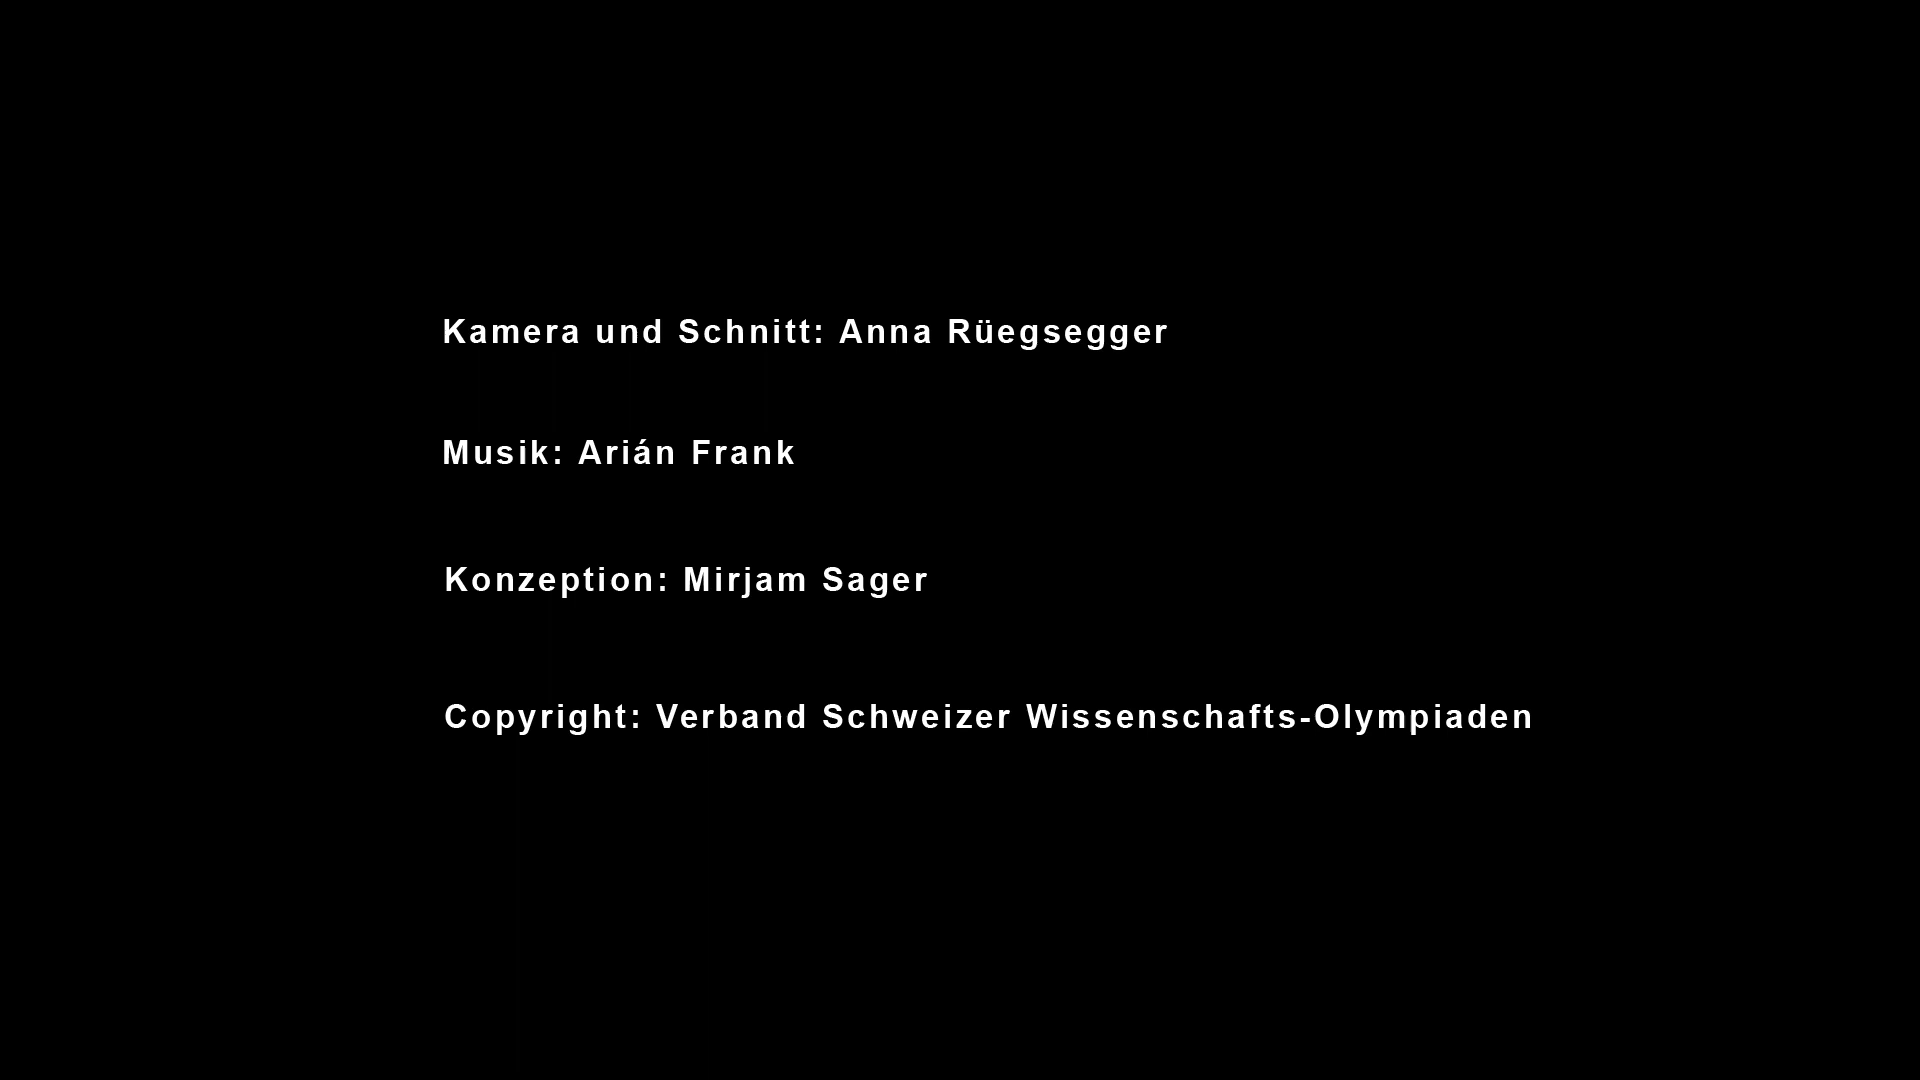 Kamera und Schnitt: Anna Rüegsegger
Musik: Arián Frank
Konzeption: Mirjam Sager
Copyright: Verband Schweizer Wissenschafts-Olympiaden